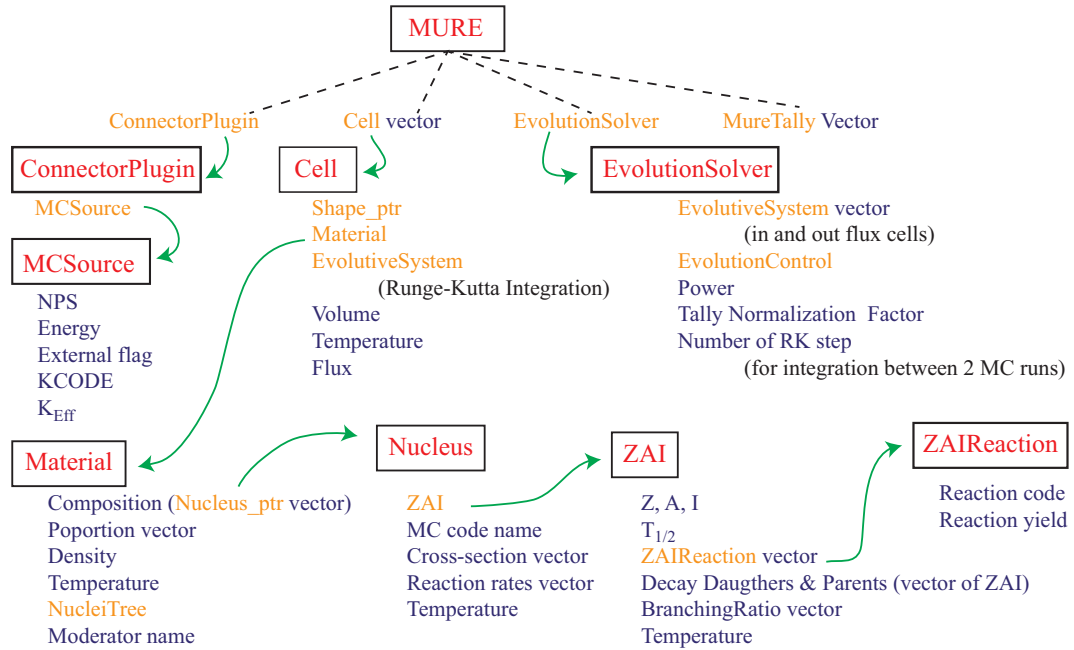 MURE
ConnectorPlugin
Cell vector
EvolutionSolver
MureTally Vector
ConnectorPlugin
MCSource
MCSource
NPS
Energy
External flag
KCODE
K_Eff
Cell
Shape_ptr
Material
EvolutiveSystem
(Runge-Kutta Integration)
Volume
Temperature
Flux
EvolutionSolver
EvolutiveSystem vector
(in and out flux cells)
EvolutionControl
Power
Tally Normalization Factor
Number of RK step
(for integration between 2 MC runs)
Material
Composition (Nucleus_ptr vector)
Poportion vector
Density
Temperature
NucleiTree
Moderator name
Nucleus
ZAI
MC code name
Cross-section vector
Reaction rates vector
Temperature
ZAI
Z, A, I
T_1/2
ZAIReaction vector
Decay Daugthers & Parents (vector of ZAI)
BranchingRatio vector
Temperature
ZAIReaction
Reaction code
Reaction yield